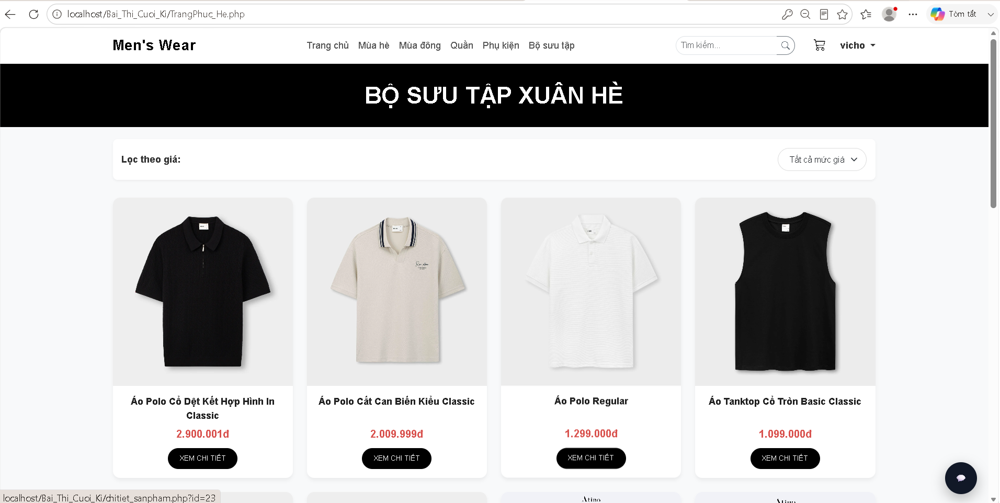 localhost/Bai_Thi_Cuoi_Ki/TrangPhuc_He.php
Tóm tắt
Men's Wear
Trang chủ Mùa hè Mùa đông Quần Phụ kiện Bộ sưu tập
Tìm kiếm...
vicho
BỘ SƯU TẬP XUÂN HÈ
Lọc theo giá:
Tất cả mức giá
Áo Polo Cổ Dệt Kết Hợp Hình In Classic
2.900.001đ
XEM CHI TIẾT
Áo Polo Cắt Can Biến Kiểu Classic
2.009.999đ
XEM CHI TIẾT
Áo Polo Regular
1.299.000đ
XEM CHI TIẾT
Áo Tanktop Cổ Tròn Basic Classic
1.099.000đ
XEM CHI TIẾT
Atino
Atino
localhost/Bai_Thi_Cuoi_Ki/chitiet_sanpham.php?id=23